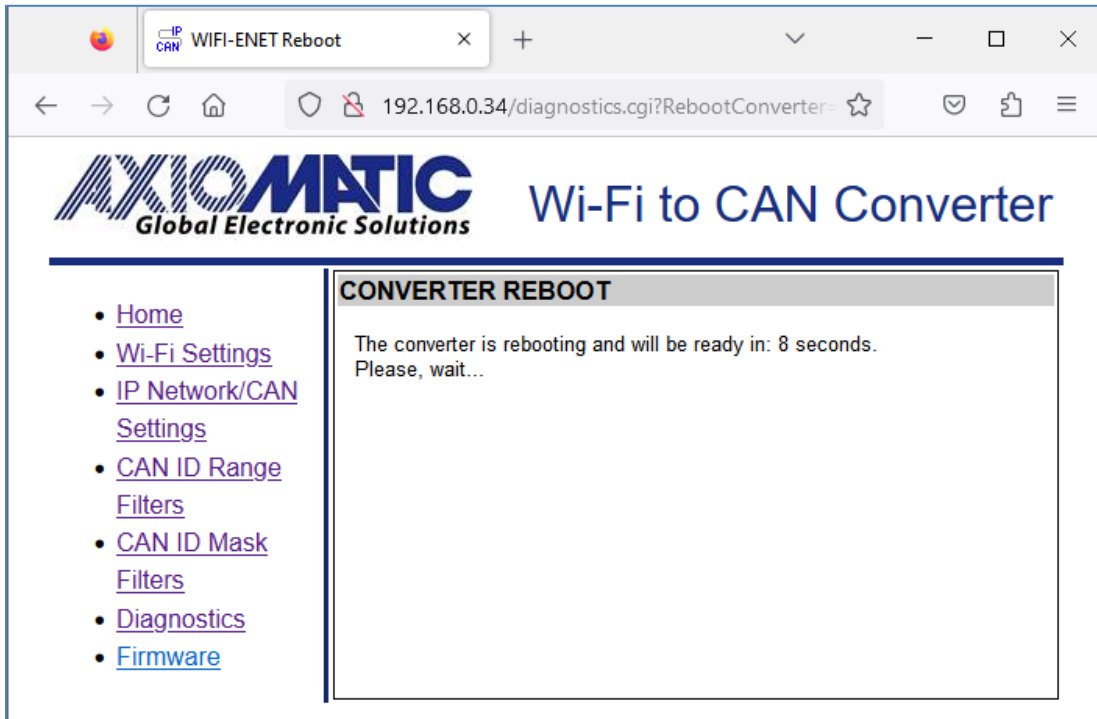 IP
CAN
WIFI-ENET Reboot
192.168.0.34/diagnostics.cgi?RebootConverter=
AXIOMATIC
Global Electronic Solutions
Wi-Fi to CAN Converter
Home
Wi-Fi Settings
IP Network/CAN
Settings
CAN ID Range
Filters
CAN ID Mask
Filters
Diagnostics
Firmware
CONVERTER REBOOT
The converter is rebooting and will be ready in: 8 seconds.
Please, wait...